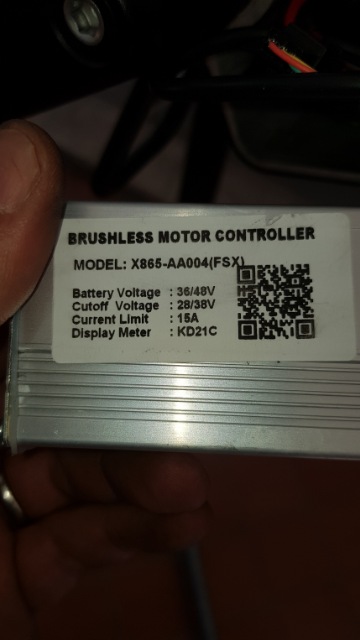 BRUSHLESS MOTOR CONTROLLER
MODEL: X865-AA004(FSX)
Battery Voltage : 36/48V
Cutoff Voltage : 28/38V
Current Limit : 15A
Display Meter : KD21C